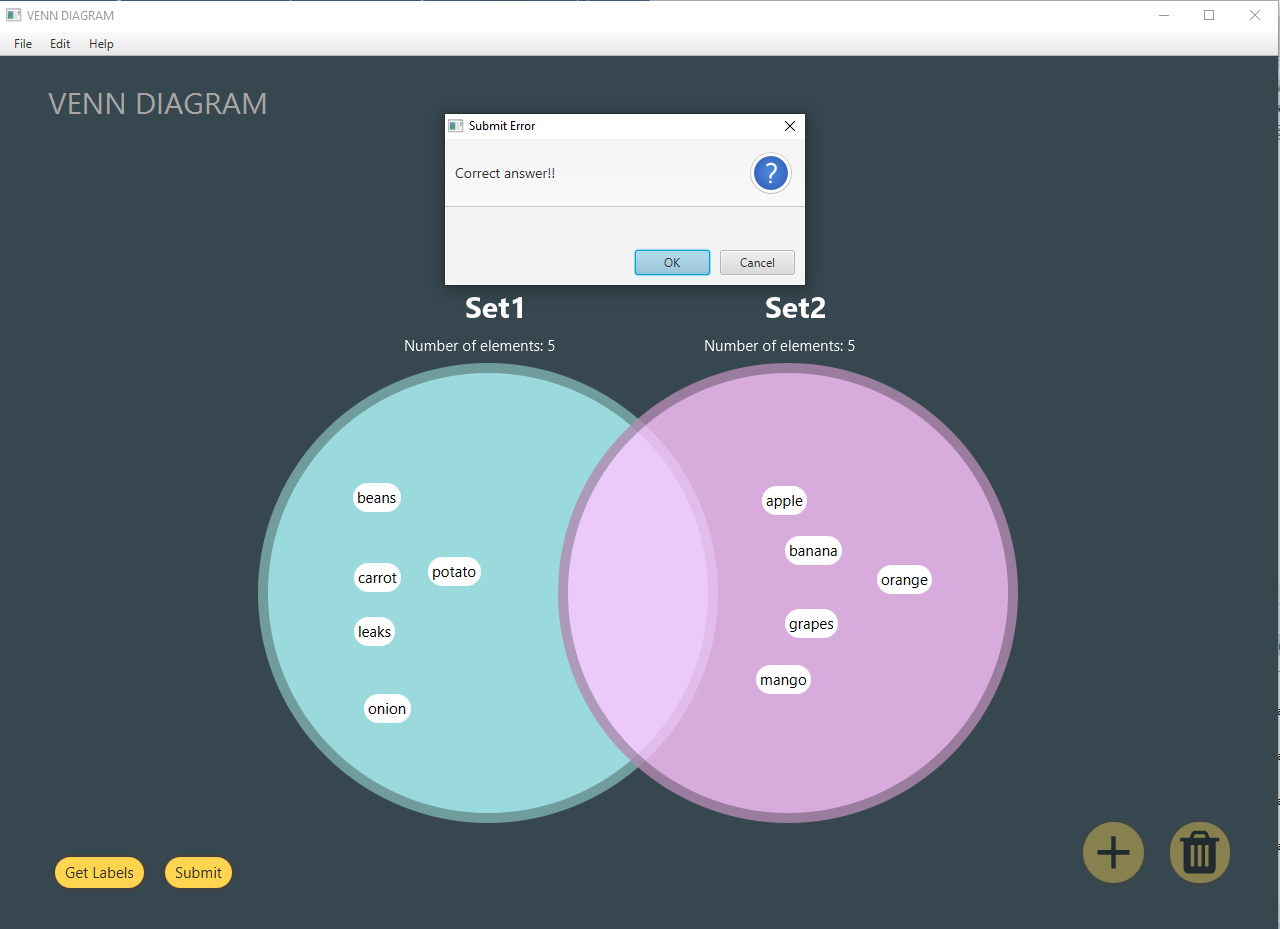 VENN DIAGRAM
File Edit Help
VENN DIAGRAM
Submit Error
Correct answer!!
?
OK Cancel
Set1 Set2
Number of elements: 5 Number of elements: 5
beans
carrot
potato
leaks
onion
apple
banana
orange
grapes
mango
Get Labels Submit